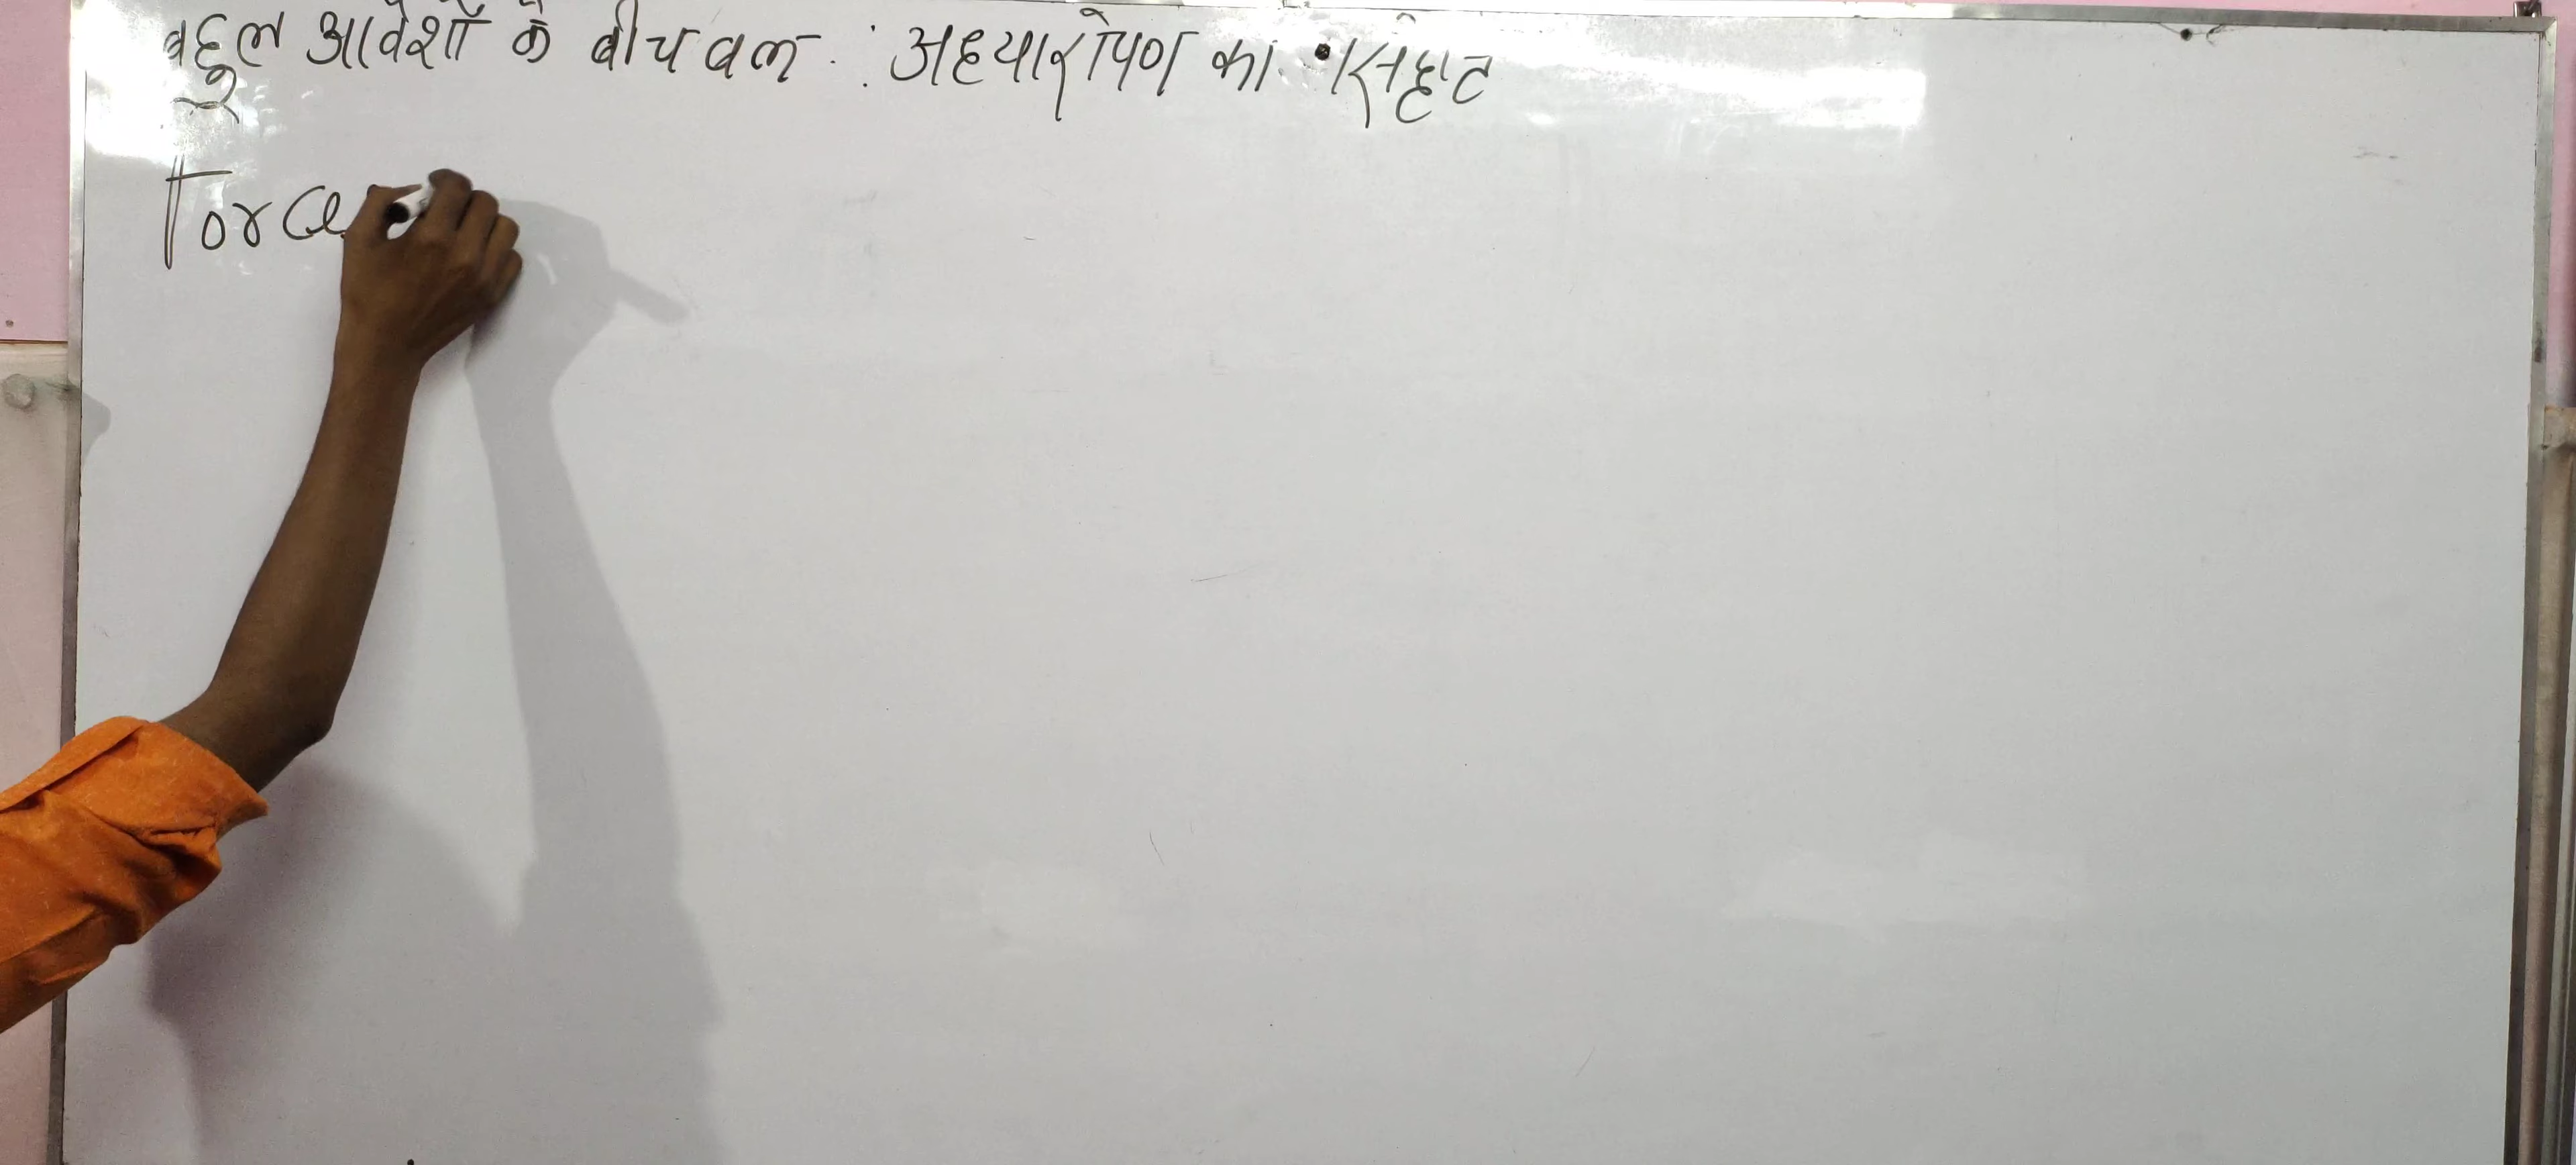 बहुल आवेशों के बीच बल : अध्यारोपण का
Force